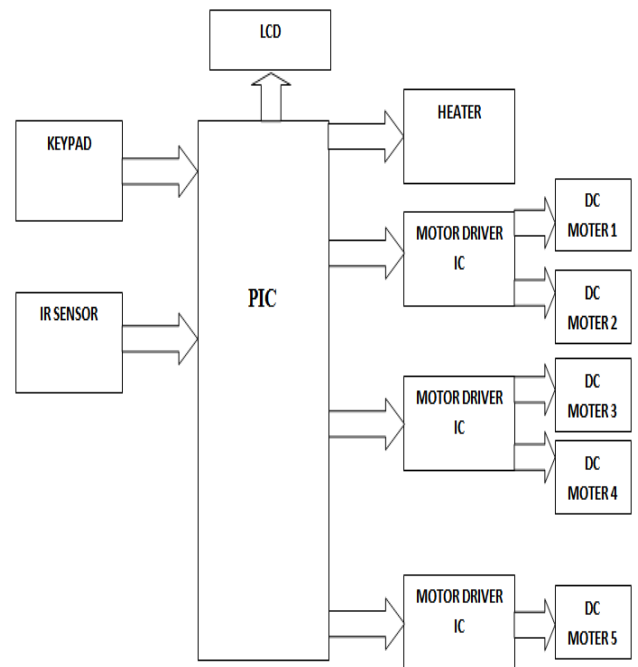 LCD
HEATER
KEYPAD
DC
MOTER 1
MOTOR DRIVER
IC
DC
MOTER 2
PIC
IR SENSOR
DC
MOTER 3
MOTOR DRIVER
IC
DC
MOTER 4
MOTOR DRIVER
IC
DC
MOTER 5